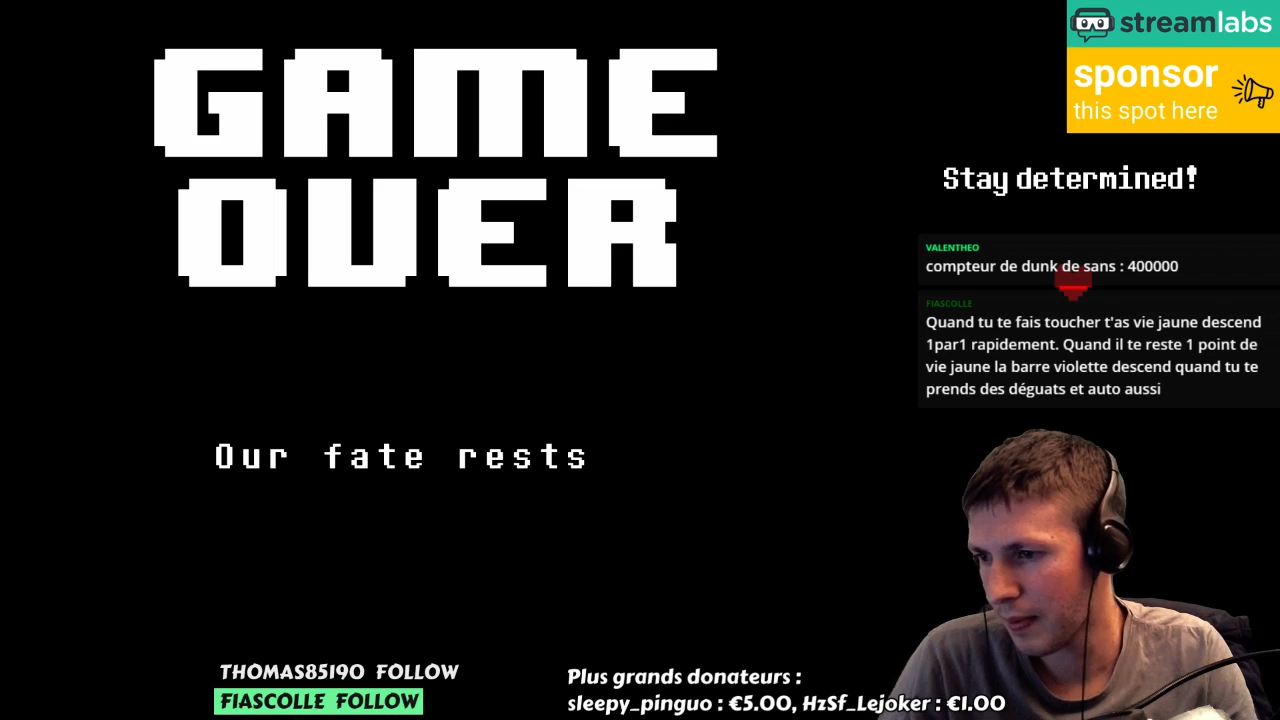 GAME
OVER
Our fate rests
streamlabs
sponsor
this spot here
Stay determined!
VALENTHEO
compteur de dunk de sans : 400000
FIASCOLLE
Quand tu te fais toucher t'as vie jaune descend
1par1 rapidement. Quand il te reste 1 point de
vie jaune la barre violette descend quand tu te
prends des déguats et auto aussi
THOMAS85190 FOLLOW
FIASCOLLE FOLLOW
Plus grands donateurs :
sleepy_pinguo : €5.00, HzSf_Lejoker : €1.00